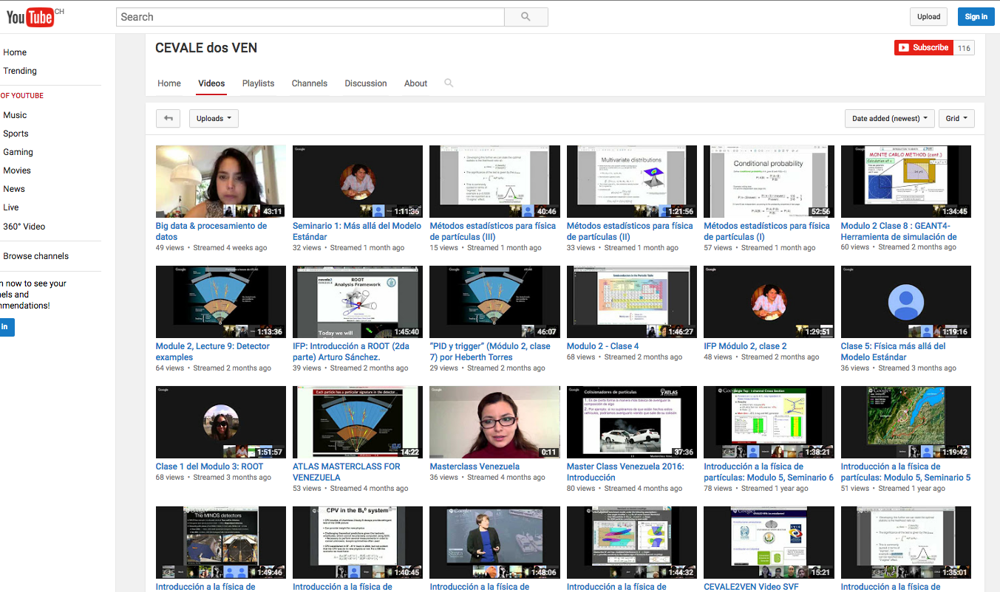 You Tube CH
Search
Upload
Sign in
Home
Trending
OF YOUTUBE
Music
Sports
Gaming
Movies
News
Live
360° Video
Browse channels
n now to see your
nels and
mmendations!
in
CEVALE dos VEN
Subscribe 116
Home Videos Playlists Channels Discussion About
Uploads
Date added (newest) Grid
Multivariate distributions
Conditional probability
MONTE CARLO METHOD (cont.)
43:11 1:11:36 40:46 1:21:56 52:56 1:34:45
Big data & procesamiento de
datos
49 views • Streamed 4 weeks ago
Seminario 1: Más allá del Modelo
Estándar
32 views • Streamed 1 month ago
Métodos estadísticos para física
de partículas (III)
15 views • Streamed 1 month ago
Métodos estadísticos para física
de partículas (II)
33 views • Streamed 1 month ago
Métodos estadísticos para física
de partículas (I)
57 views • Streamed 1 month ago
Modulo 2 Clase 8 : GEANT4-
Herramienta de simulación de
60 views • Streamed 2 months ago
ROOT
Analysis Framework
Today we will
1:13:36 1:45:40 46:07 1:46:27 1:29:51 1:19:16
Module 2, Lecture 9: Detector
examples
64 views • Streamed 2 months ago
IFP: Introducción a ROOT (2da
parte) Arturo Sánchez.
39 views • Streamed 2 months ago
"PID y trigger" (Módulo 2, clase
7) por Heberth Torres
29 views • Streamed 2 months ago
Modulo 2 - Clase 4
68 views • Streamed 2 months ago
IFP Módulo 2, clase 2
48 views • Streamed 2 months ago
Clase 5: Física más allá del
Modelo Estándar
36 views • Streamed 3 months ago
Each particle has a particular signature in the detector...
Colisionadores de partículas
ATLAS
1:51:57 14:22 0:11 37:36 1:38:21 1:19:42
Clase 1 del Modulo 3: ROOT
68 views • Streamed 3 months ago
ATLAS MASTERCLASS FOR
VENEZUELA
53 views • Streamed 4 months ago
Masterclass Venezuela
36 views • Streamed 4 months ago
Master Class Venezuela 2016:
Introducción
80 views • Streamed 4 months ago
Introducción a la física de
partículas: Modulo 5, Seminario 6
78 views • Streamed 1 year ago
Introducción a la física de
partículas: Modulo 5, Seminario 5
51 views • Streamed 1 year ago
The MINOS detectors
CPV in the Bs0 system
1:49:46 1:40:45 1:48:06 1:44:32 15:21 1:35:01
Introducción a la física de
Introducción a la física de
Introducción a la física de
Introducción a la física de
CEVALE2VEN Video SVF
Introducción a la física de